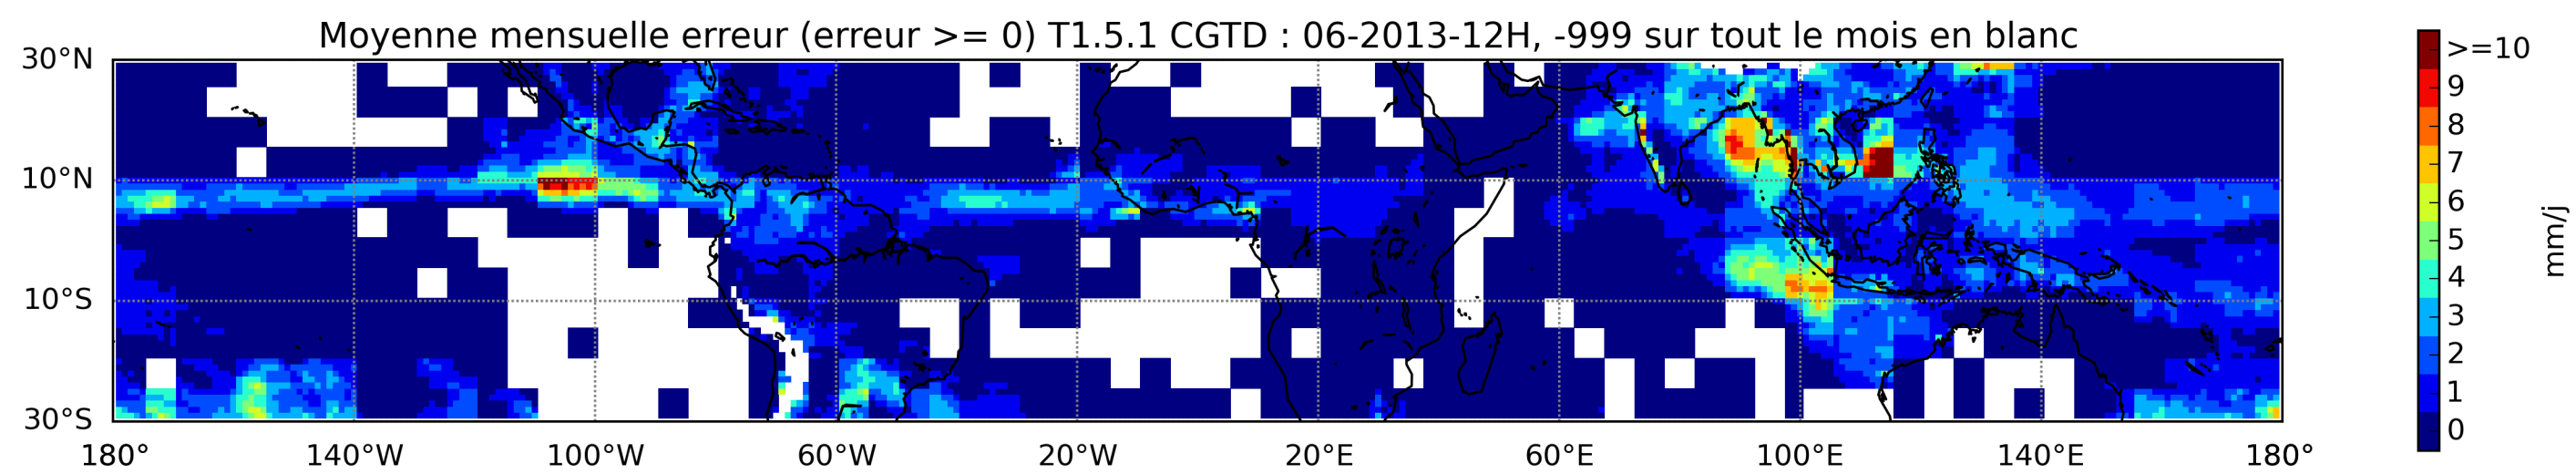 Moyenne mensuelle erreur (erreur >= 0) T1.5.1 CGTD : 06-2013-12H, -999 sur tout le mois en blanc
30°N
10°N
10°S
30°S
180°
140°W
100°W
60°W
20°W
20°E
60°E
100°E
140°E
180°
>=10
9
8
7
6
5
4
3
2
1
0
mm/j